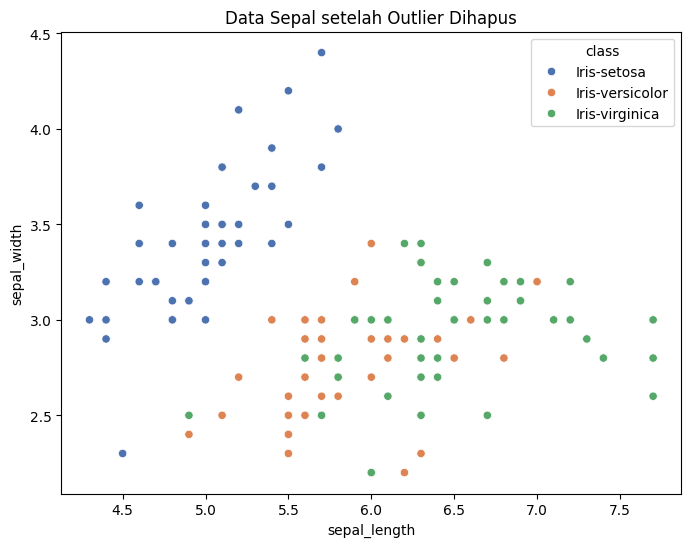 Data Sepal setelah Outlier Dihapus
class
Iris-setosa
Iris-versicolor
Iris-virginica
sepal_width
4.5
4.0
3.5
3.0
2.5
4.5 5.0 5.5 6.0 6.5 7.0 7.5
sepal_length